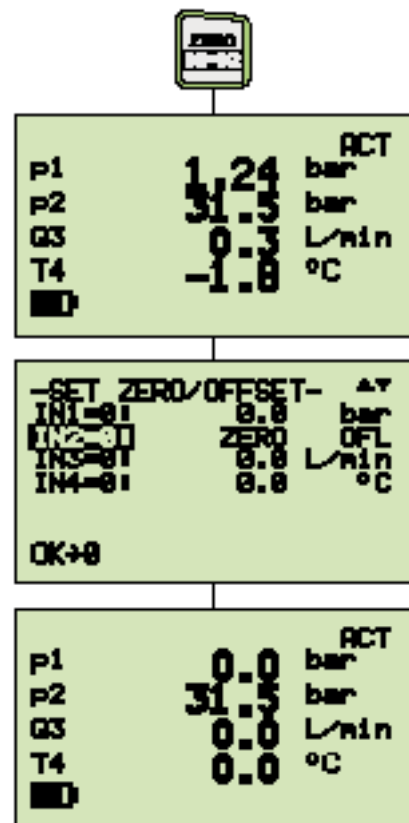 ZERO
ACT
p1 1.24 bar
p2 31.5 bar
Q3 0.3 L/min
T4 -1.8 °C
-SET ZERO/OFFSET- ▲▼
IN1=0: 0.0 bar
IN2=0: ZERO OFL
IN3=0: 0.0 L/min
IN4=0: 0.0 °C
OK→0
ACT
p1 0.0 bar
p2 31.5 bar
Q3 0.0 L/min
T4 0.0 °C